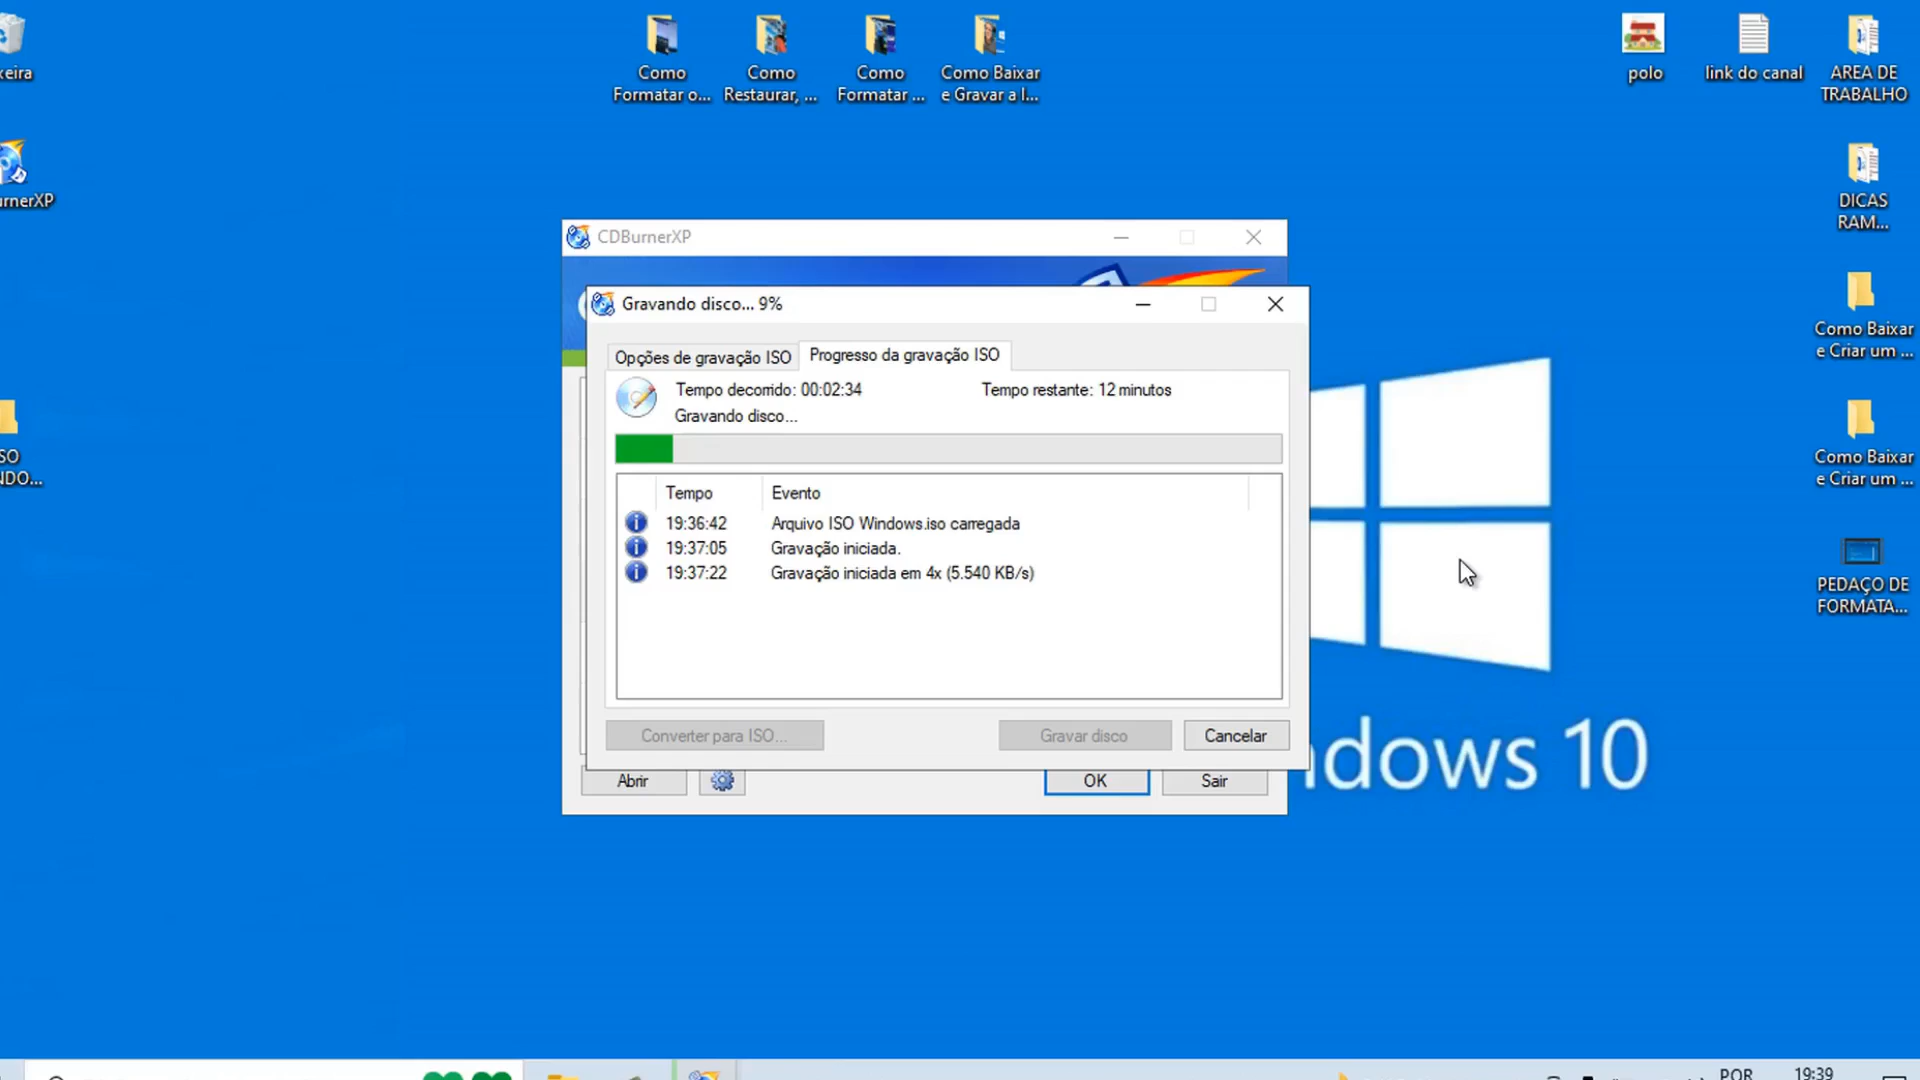 xeira
urnerXP
SO
NDO...
Como
Formatar o...
Como
Restaurar, ...
Como
Formatar ...
Como Baixar
e Gravar a I...
polo
link do canal
AREA DE
TRABALHO
DICAS
RAM...
Como Baixar
e Criar um ...
Como Baixar
e Criar um ...
PEDAÇO DE
FORMATA...
CDBurnerXP
Gravando disco... 9%
Opções de gravação ISO
Progresso da gravação ISO
Tempo decorrido: 00:02:34
Tempo restante: 12 minutos
Gravando disco...
Tempo
Evento
19:36:42
Arquivo ISO Windows.iso carregada
19:37:05
Gravação iniciada.
19:37:22
Gravação iniciada em 4x (5.540 KB/s)
Converter para ISO...
Gravar disco
Cancelar
Abrir
OK
Sair
ndows 10
POR
19:39